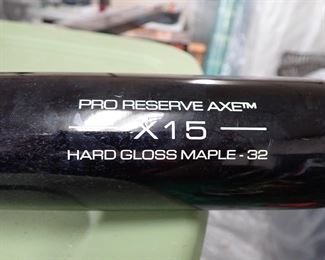 PRO RESERVE AXE™
X15
HARD GLOSS MAPLE - 32